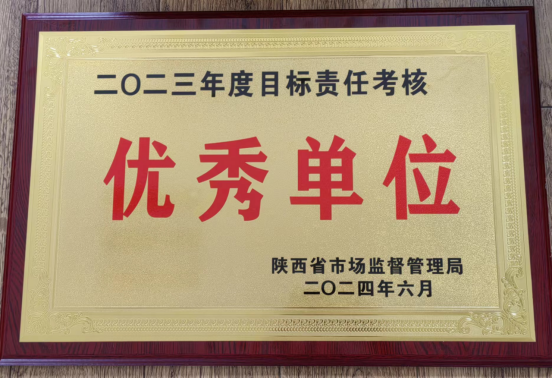 二〇二三年度目标责任考核
优秀单位
陕西省市场监督管理局
二〇二四年六月